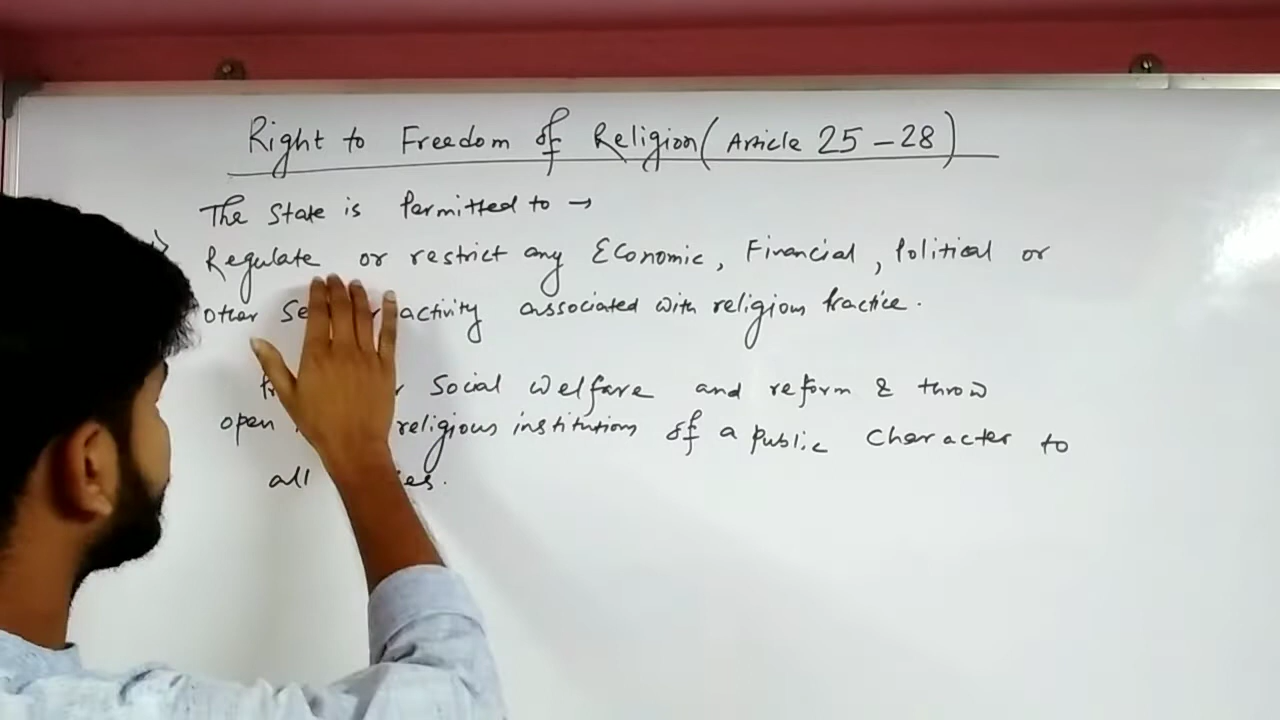 Right to Freedom of Religion (Article 25-28)
The State is Permitted to →
Regulate or restrict any Economic, Financial, Political or
other activity associated with religious Practice.
Social welfare and reform & throw
open religious institutions of a public character to
all